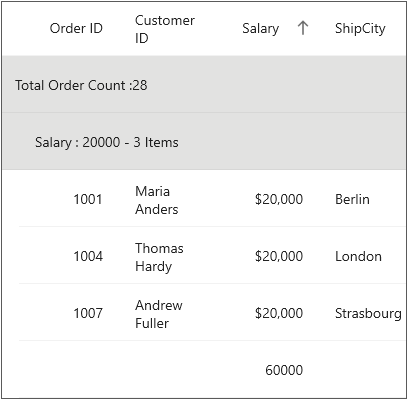 Order ID Customer ID Salary ↑ ShipCity
Total Order Count :28
Salary : 20000 - 3 Items
1001 Maria Anders $20,000 Berlin
1004 Thomas Hardy $20,000 London
1007 Andrew Fuller $20,000 Strasbourg
60000